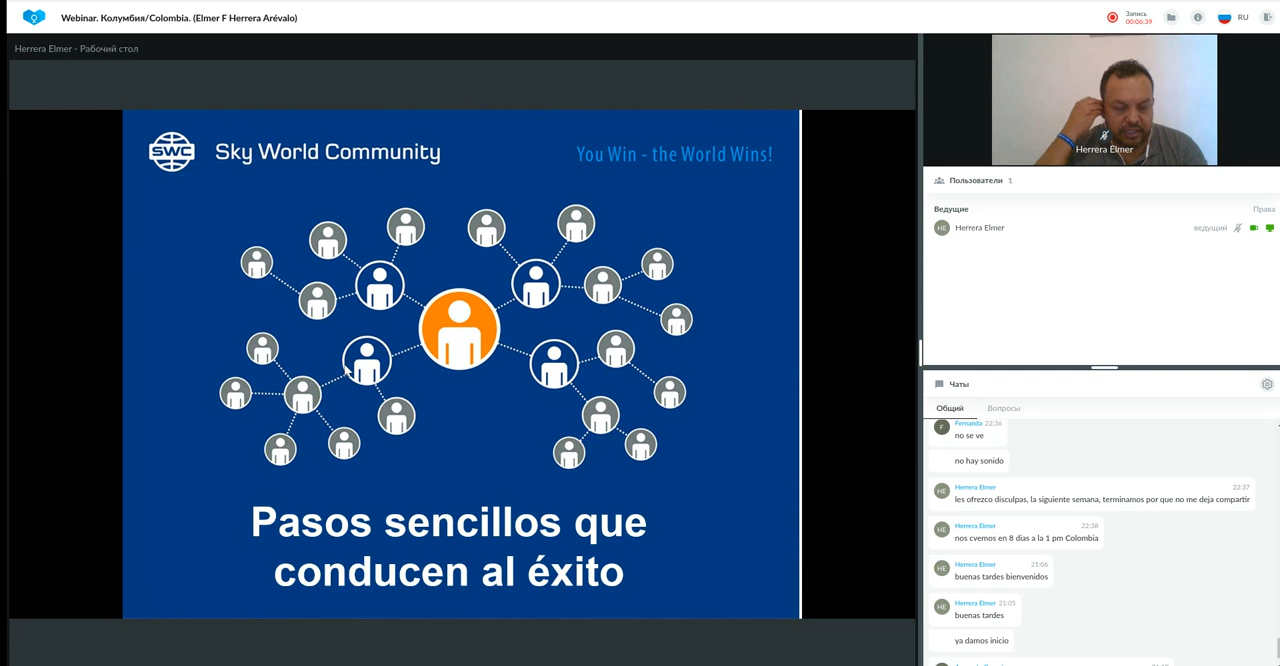 Webinar. Колумбия/Colombia. (Elmer F Herrera Arévalo)
Запись
00:06:39
RU
Herrera Elmer - Рабочий стол
SWC
Sky World Community
You Win - the World Wins!
Pasos sencillos que
conducen al éxito
Herrera Elmer
Пользователи 1
Ведущие
Права
HE
Herrera Elmer
ведущий
Чаты
Общий
Вопросы
F
Fernanda 22:36
no se ve
no hay sonido
HE
Herrera Elmer 22:37
les ofrezco disculpas, la siguiente semana, terminamos por que no me deja compartir
HE
Herrera Elmer 22:38
nos cvemos en 8 dias a la 1 pm Colombia
HE
Herrera Elmer 21:06
buenas tardes bienvenidos
HE
Herrera Elmer 21:05
buenas tardes
ya damos inicio